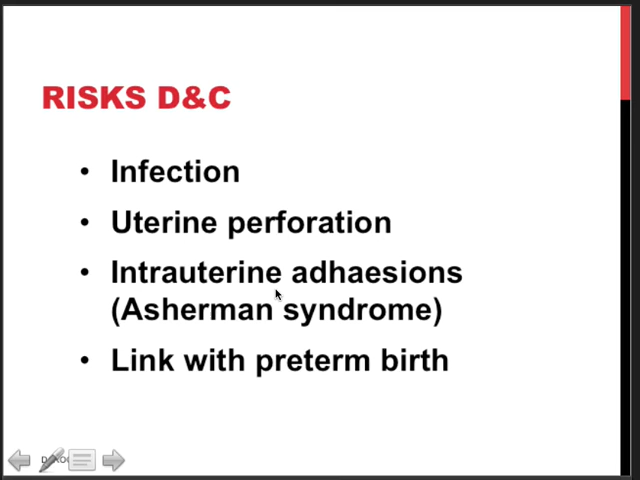 RISKS D&C
• Infection
• Uterine perforation
• Intrauterine adhaesions
(Asherman syndrome)
• Link with preterm birth